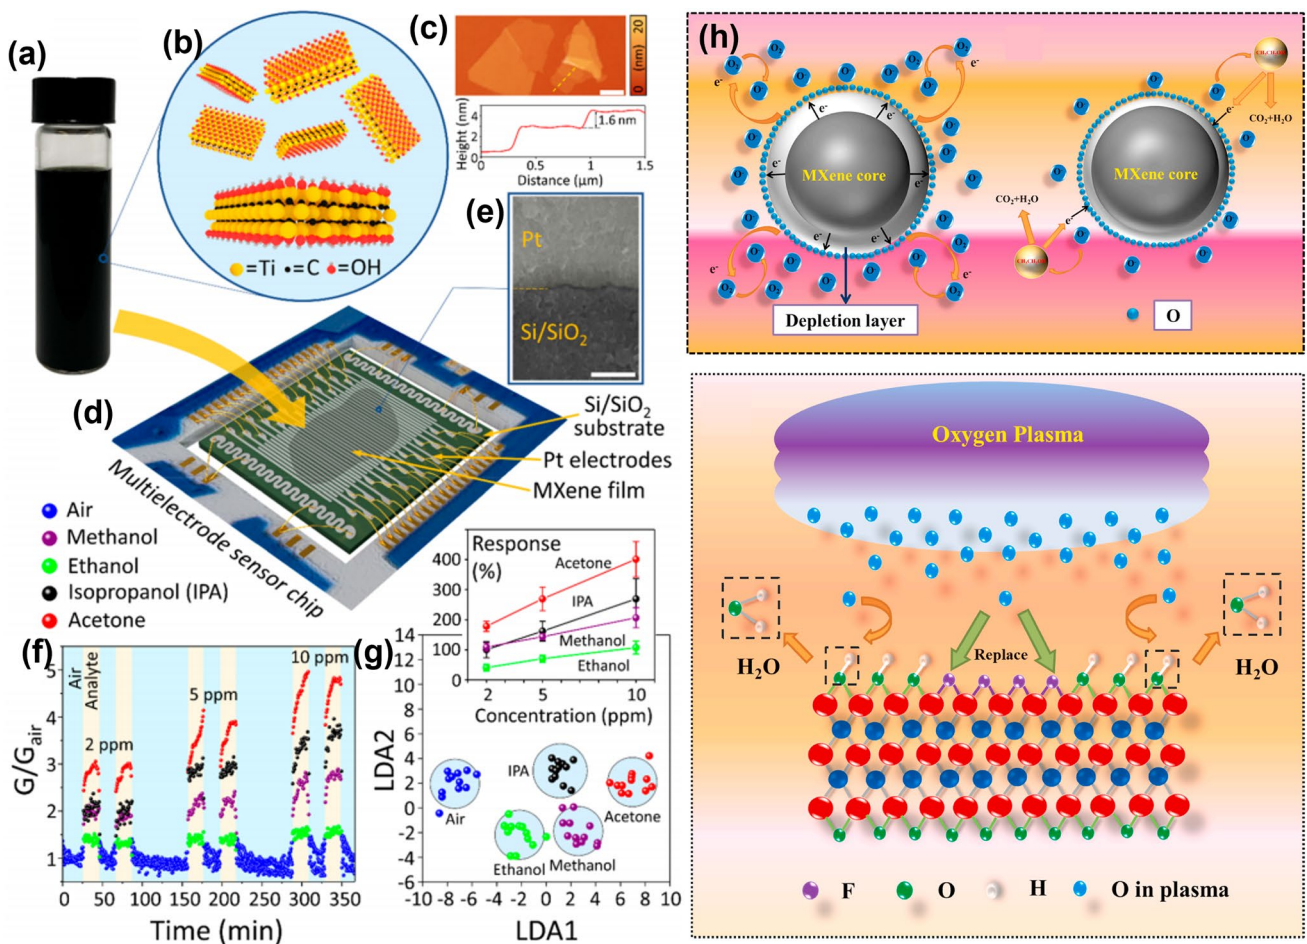 (a)
(b)
=Ti •=C =OH
(c)
0 (nm) 20
Height(nm)
4
2
0
1.6 nm
0.0 0.5 1 1.5
Distance (µm)
(e)
Pt
Si/SiO2
(d)
Si/SiO2
substrate
Pt electrodes
MXene film
Multielectrode sensor chip
Air
Methanol
Ethanol
Isopropanol (IPA)
Acetone
(f)
G/Gair
5
4
3
2
1
Air
Analyte
2 ppm
5 ppm
10 ppm
0 50 100 150 200 250 300 350
Time (min)
Response
(%)
400
300
200
100
0
Acetone
IPA
Methanol
Ethanol
2 5 10
Concentration (ppm)
(g)
LDA2
14
12
10
8
6
4
2
0
-2
-4
-6
IPA
Air
Acetone
Ethanol
Methanol
-10 -8 -6 -4 -2 0 2 4 6 8 10
LDA1
(h)
MXene core
MXene core
O2
O-
e-
CO2+H2O
CO2+H2O
Depletion layer
O
Oxygen Plasma
H2O
Replace
H2O
F O H O in plasma